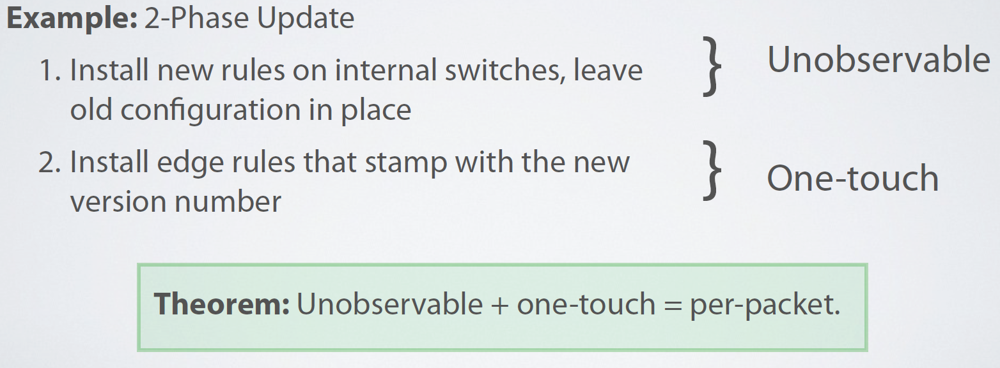 Example: 2-Phase Update
1. Install new rules on internal switches, leave
old configuration in place
} Unobservable
2. Install edge rules that stamp with the new
version number
} One-touch
Theorem: Unobservable + one-touch = per-packet.